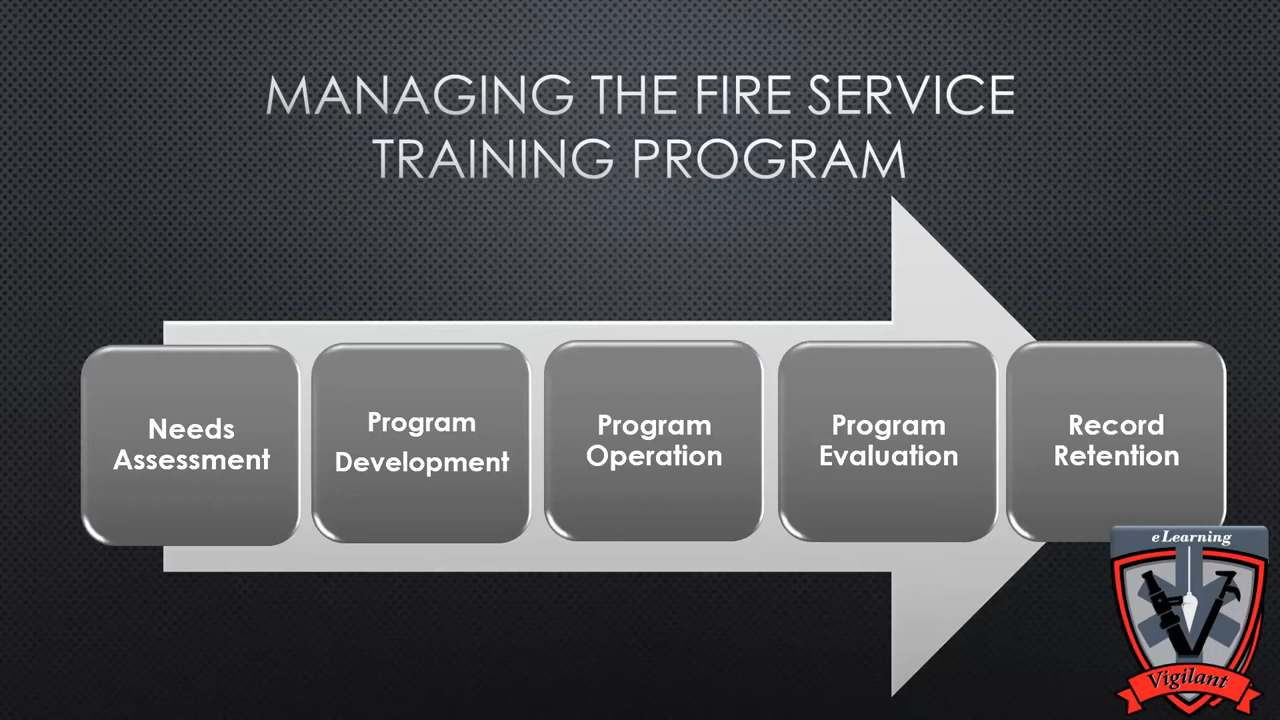 MANAGING THE FIRE SERVICE
TRAINING PROGRAM
Needs
Assessment
Program
Development
Program
Operation
Program
Evaluation
Record
Retention
eLearning
Vigilant